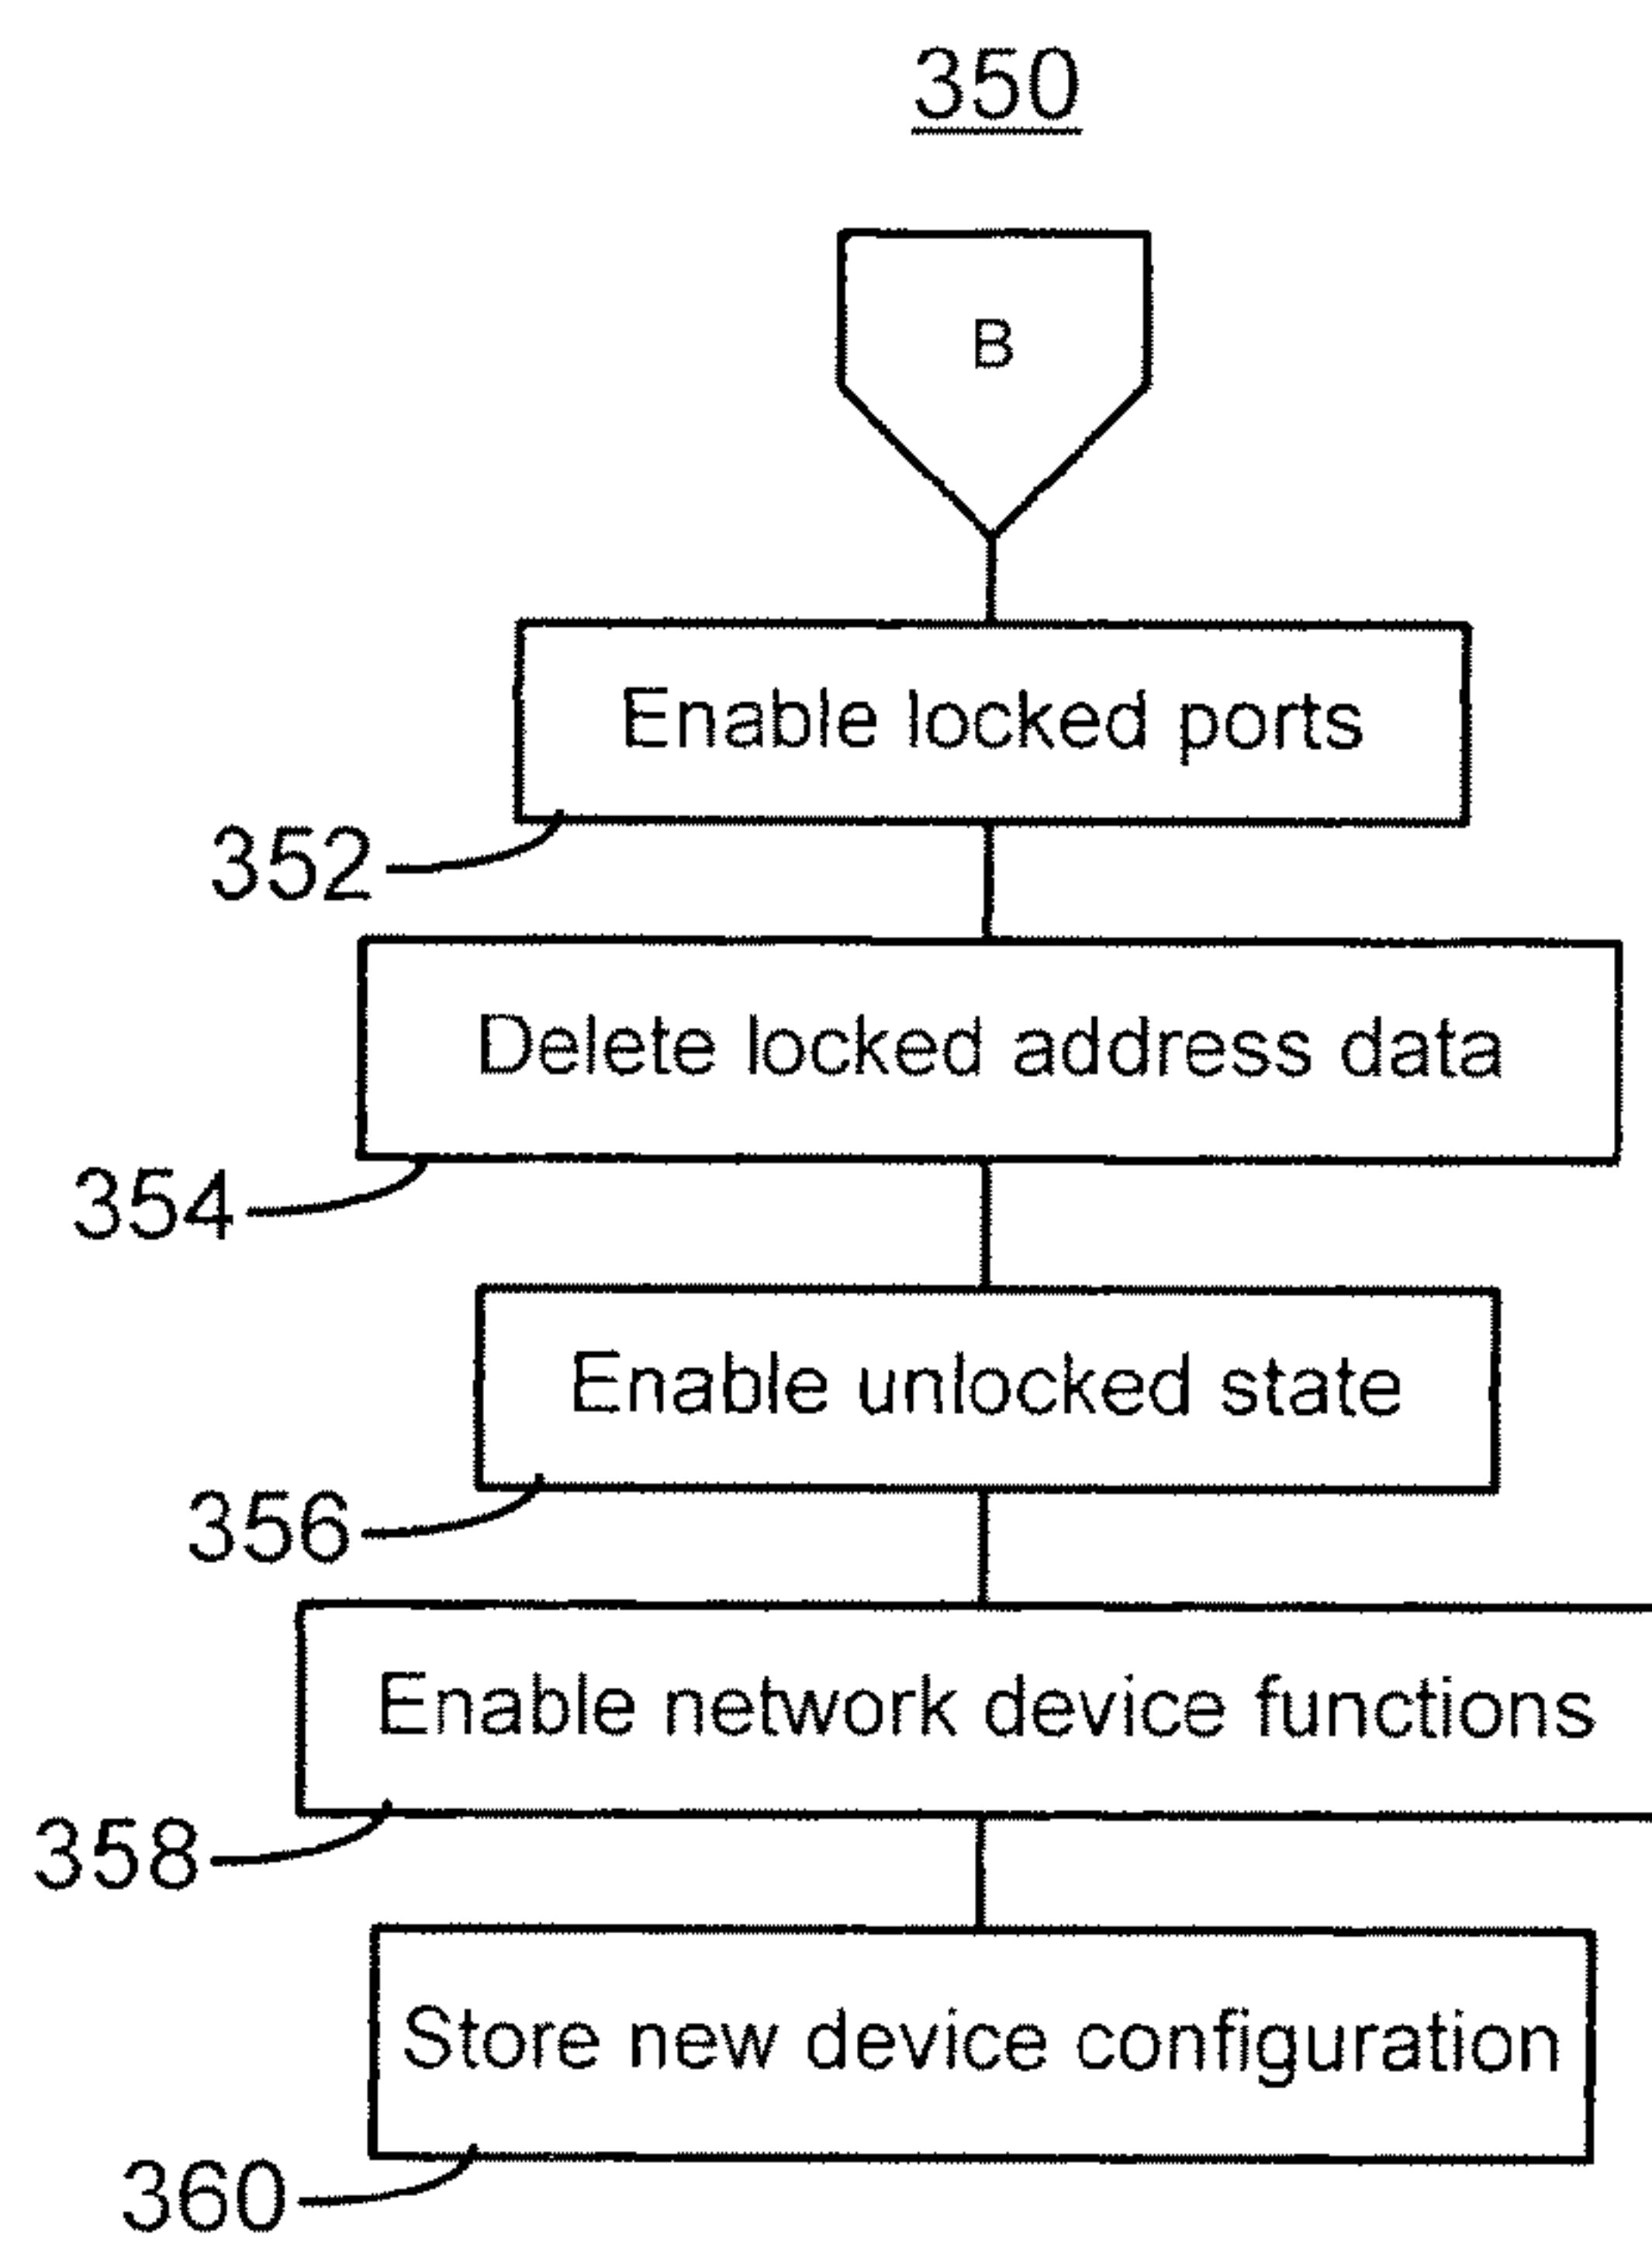 350
B
Enable locked ports
352
Delete locked address data
354
Enable unlocked state
356
Enable network device functions
358
Store new device configuration
360